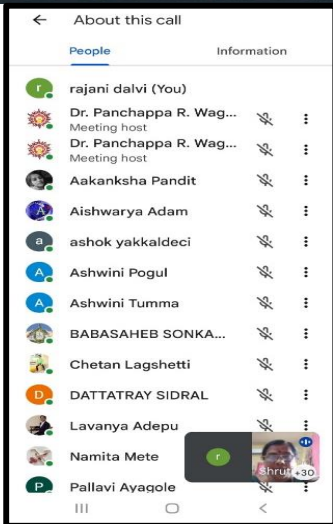 About this call
People Information
r rajani dalvi (You)
Dr. Panchappa R. Wag...
Meeting host
Dr. Panchappa R. Wag...
Meeting host
Aakanksha Pandit
A Aishwarya Adam
a ashok yakkaldeci
A Ashwini Pogul
A Ashwini Tumma
BABASAHEB SONKA...
Chetan Lagshetti
D DATTATRAY SIDRAL
Lavanya Adepu
Namita Mete
r Shrut +30
P Pallavi Ayagole